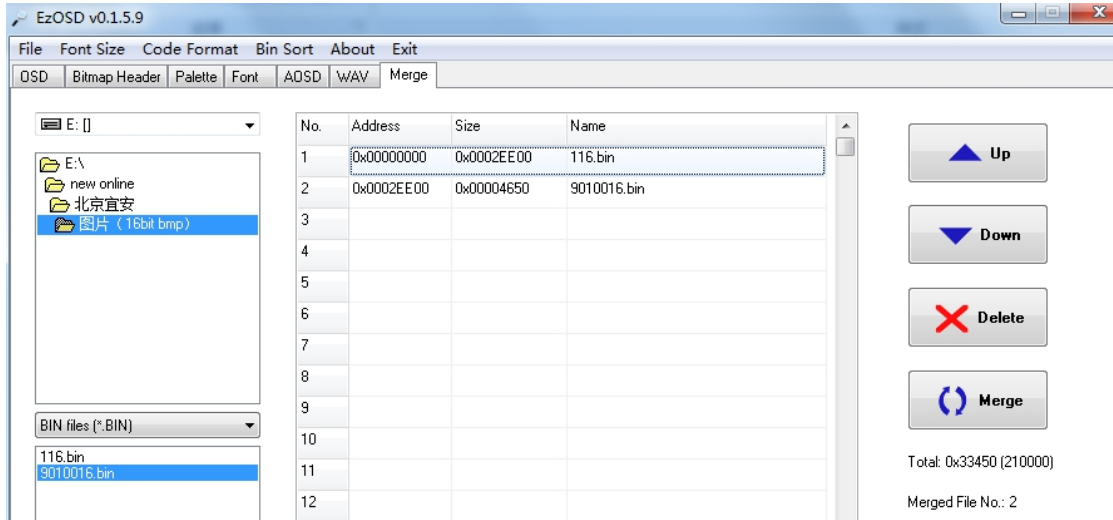 EzOSD v0.1.5.9
File Font Size Code Format Bin Sort About Exit
OSD Bitmap Header Palette Font AOSD WAV Merge
E: []
E:\
new online
北京宜安
图片（16bit bmp）
BIN files (*.BIN)
116.bin
9010016.bin
No. Address Size Name
1 0x00000000 0x0002EE00 116.bin
2 0x0002EE00 0x00004650 9010016.bin
3
4
5
6
7
8
9
10
11
12
Up
Down
Delete
Merge
Total: 0x33450 (210000)
Merged File No.: 2